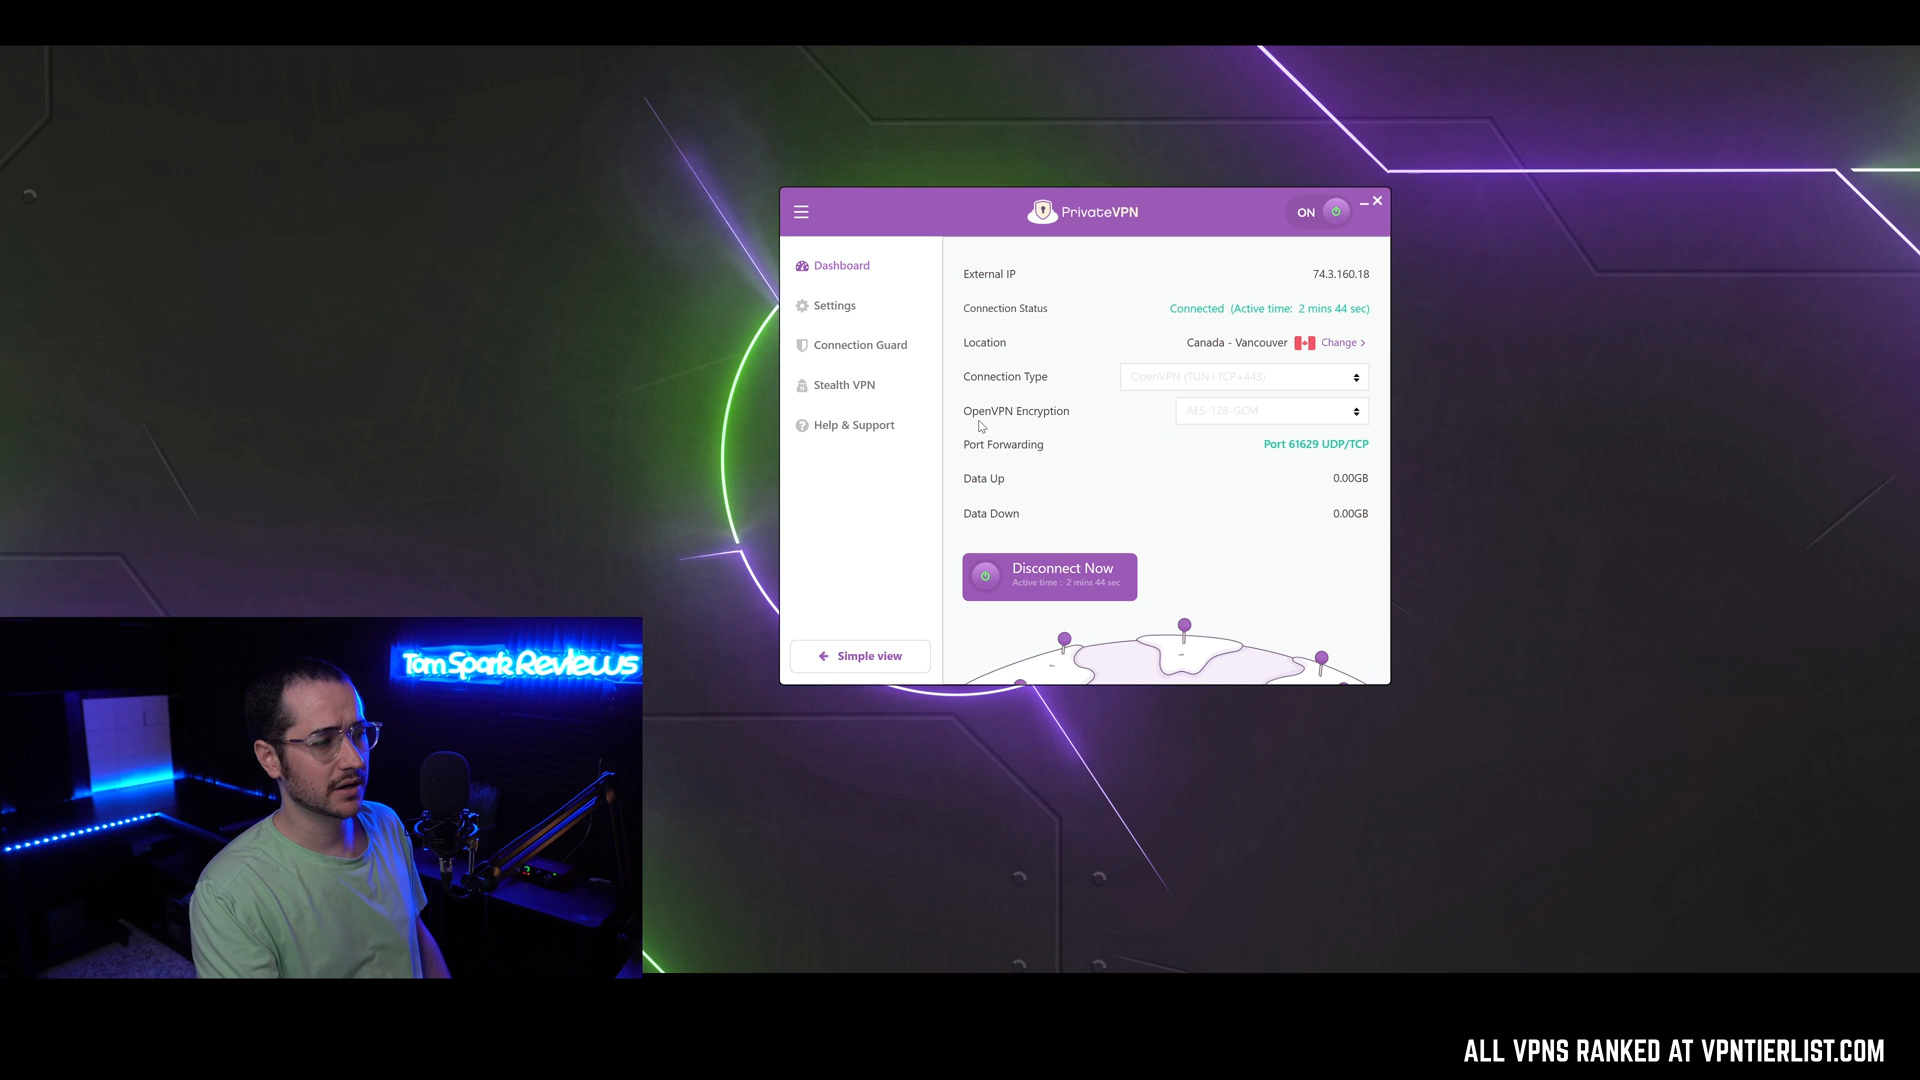 PrivateVPN
ON
Dashboard
Settings
Connection Guard
Stealth VPN
Help & Support
Simple view
External IP 74.3.160.18
Connection Status Connected (Active time: 2 mins 44 sec)
Location Canada - Vancouver Change >
Connection Type OpenVPN (TUN+TCP+443)
OpenVPN Encryption AES-128-GCM
Port Forwarding Port 61629 UDP/TCP
Data Up 0.00GB
Data Down 0.00GB
Disconnect Now
Active time : 2 mins 44 sec
Tom Spark Reviews
ALL VPNS RANKED AT VPNTIERLIST.COM